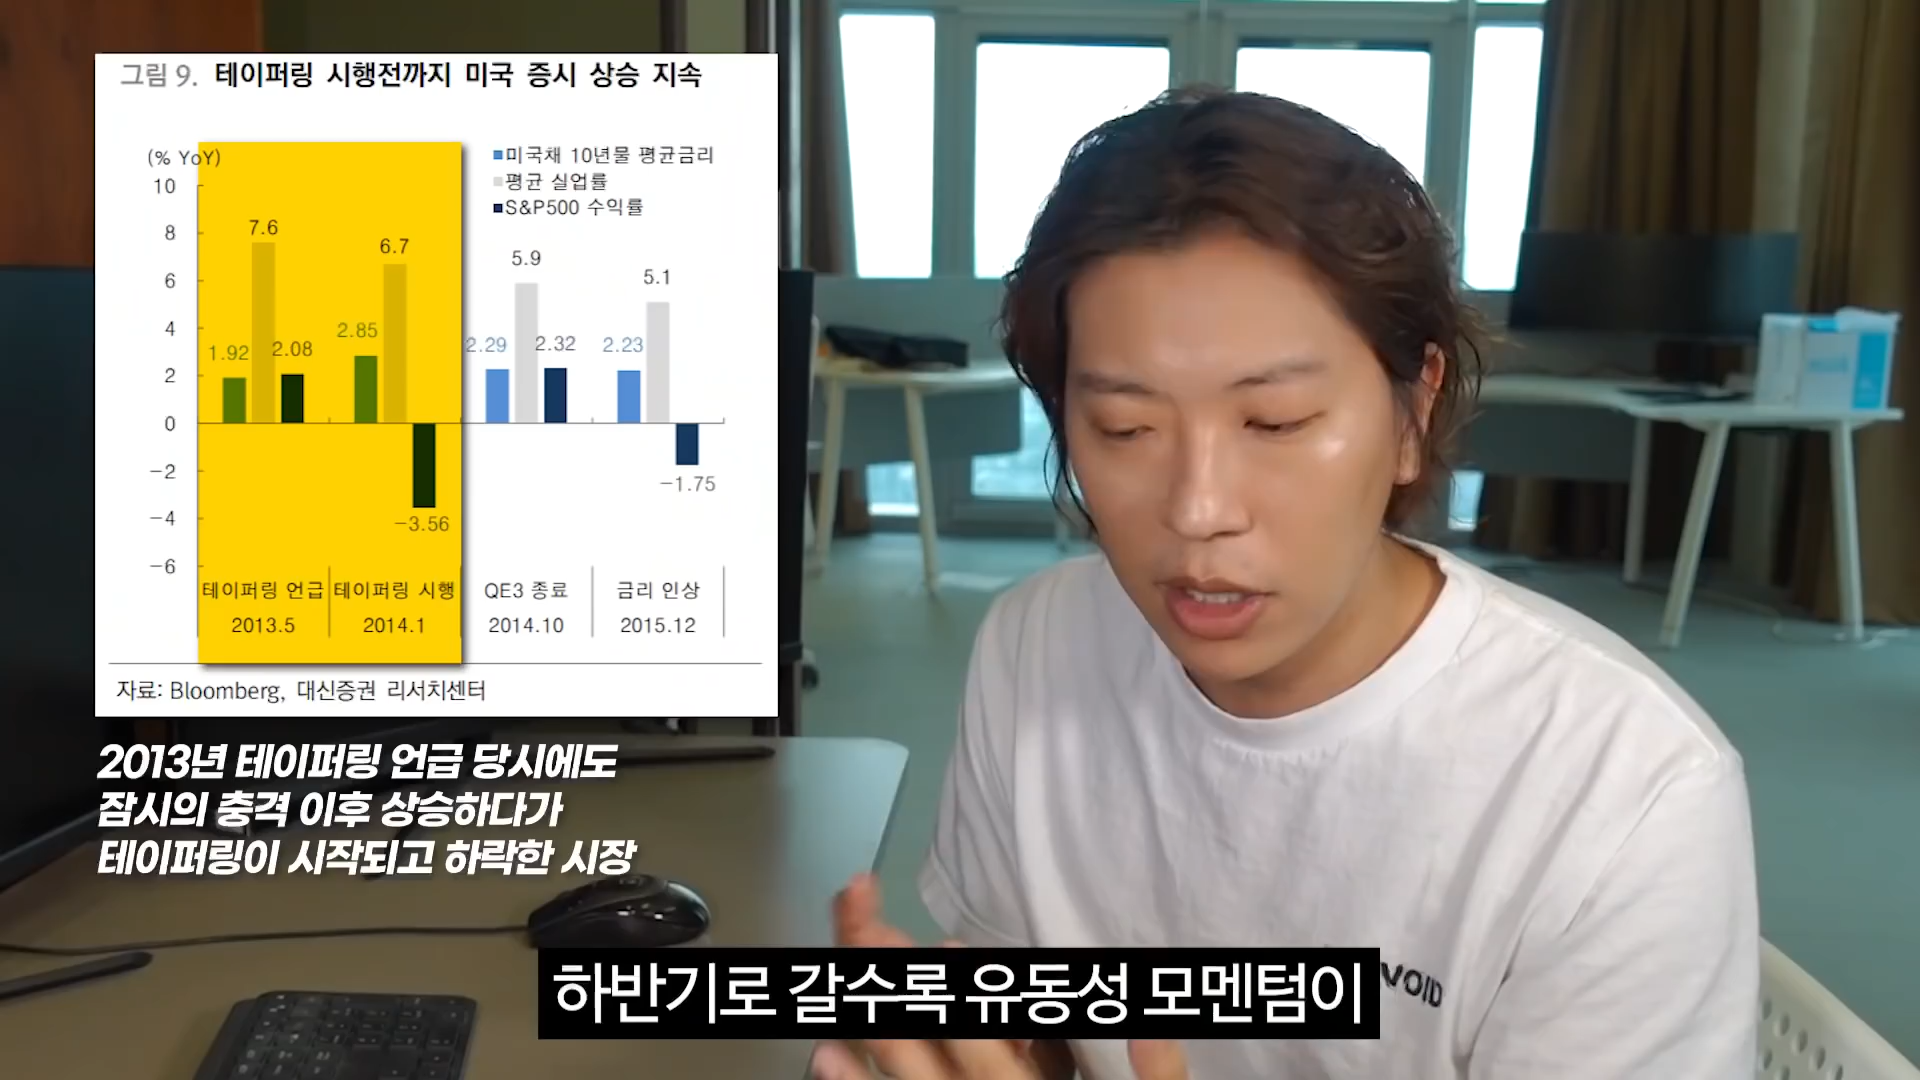 그림 9. 테이퍼링 시행전까지 미국 증시 상승 지속
(% YoY)
미국채 10년물 평균금리
평균 실업률
S&P500 수익률
10
8
6
4
2
0
−2
−4
−6
1.92
7.6
2.08
2.85
6.7
−3.56
2.29
5.9
2.32
2.23
5.1
−1.75
테이퍼링 언급
테이퍼링 시행
QE3 종료
금리 인상
2013.5
2014.1
2014.10
2015.12
자료: Bloomberg, 대신증권 리서치센터
2013년 테이퍼링 언급 당시에도
잠시의 충격 이후 상승하다가
테이퍼링이 시작되고 하락한 시장
VOID
하반기로 갈수록 유동성 모멘텀이